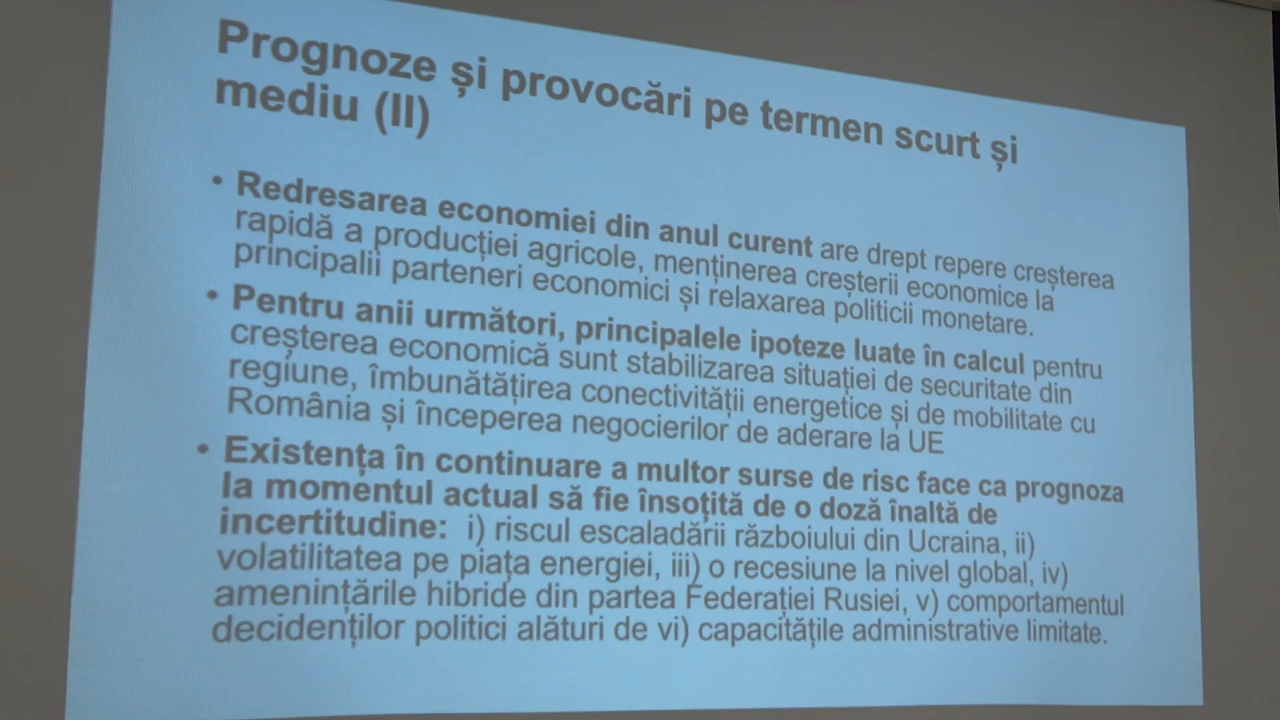 Prognoze și provocări pe termen scurt și
mediu (II)
• Redresarea economiei din anul curent are drept repere creșterea
rapidă a producției agricole, menținerea creșterii economice la
principalii parteneri economici și relaxarea politicii monetare.
• Pentru anii următori, principalele ipoteze luate în calcul pentru
creșterea economică sunt stabilizarea situației de securitate din
regiune, îmbunătățirea conectivității energetice și de mobilitate cu
România și începerea negocierilor de aderare la UE
• Existența în continuare a multor surse de risc face ca prognoza
la momentul actual să fie însoțită de o doză înaltă de
incertitudine: i) riscul escaladării războiului din Ucraina, ii)
volatilitatea pe piața energiei, iii) o recesiune la nivel global, iv)
amenințările hibride din partea Federației Rusiei, v) comportamentul
decidenților politici alături de vi) capacitățile administrative limitate.